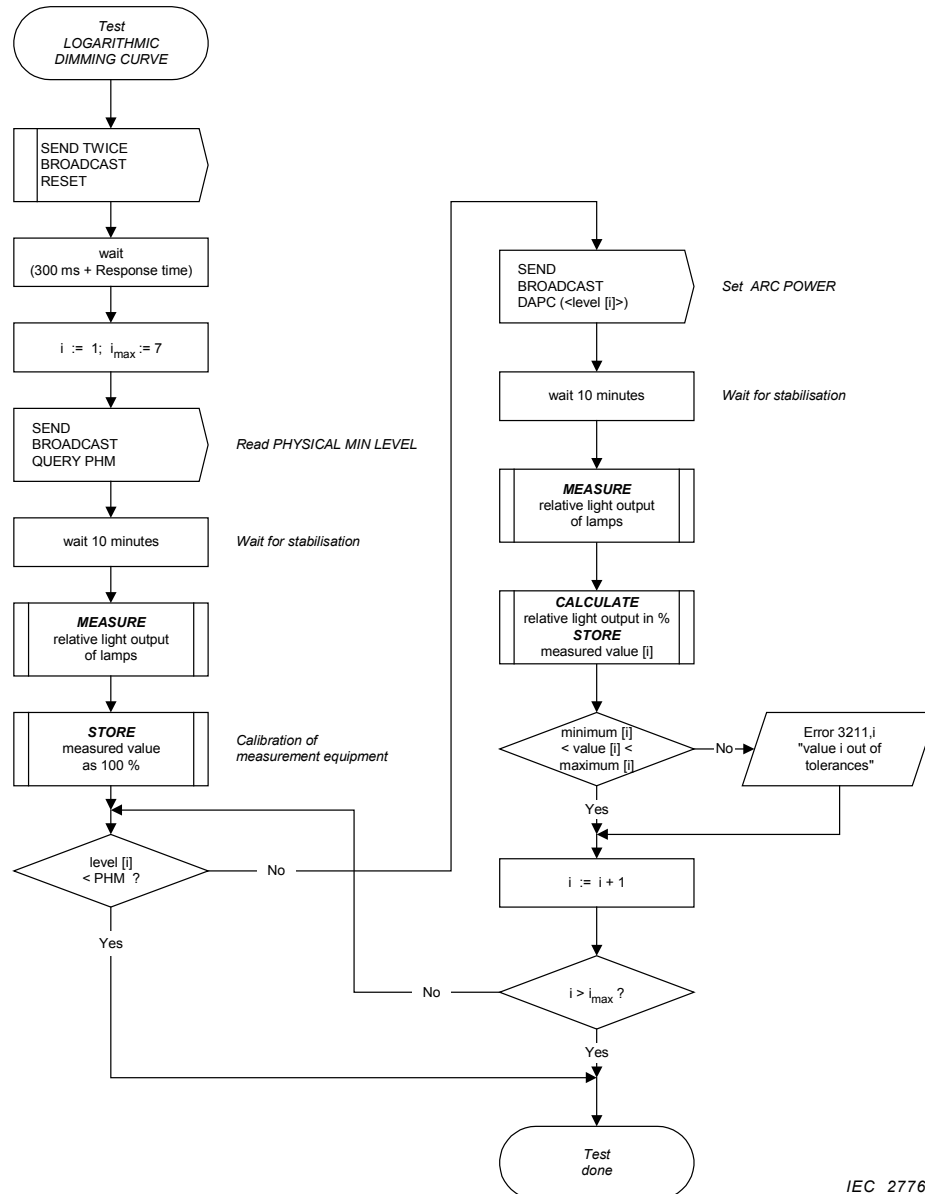 Test
LOGARITHMIC
DIMMING CURVE
SEND TWICE
BROADCAST
RESET
wait
(300 ms + Response time)
i := 1; imax := 7
SEND
BROADCAST
QUERY PHM
Read PHYSICAL MIN LEVEL
wait 10 minutes
Wait for stabilisation
MEASURE
relative light output
of lamps
STORE
measured value
as 100 %
Calibration of
measurement equipment
level [i]
< PHM ?
No
Yes
SEND
BROADCAST
DAPC (<level [i]>)
Set ARC POWER
wait 10 minutes
Wait for stabilisation
MEASURE
relative light output
of lamps
CALCULATE
relative light output in %
STORE
measured value [i]
minimum [i]
< value [i] <
maximum [i]
No
Error 3211,i
"value i out of
tolerances"
Yes
i := i + 1
i > imax ?
No
Yes
Test
done
IEC 2776